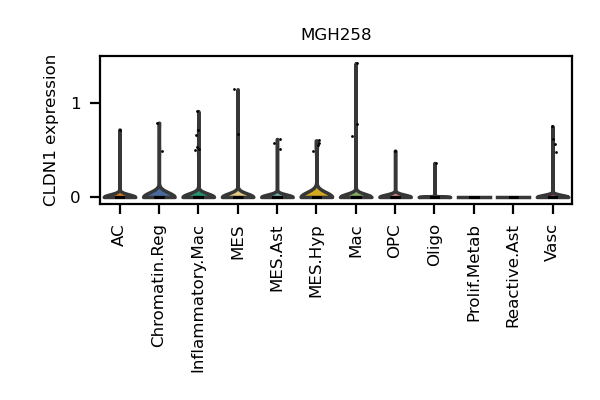 MGH258
CLDN1 expression
1
0
AC
Chromatin.Reg
Inflammatory.Mac
MES
MES.Ast
MES.Hyp
Mac
OPC
Oligo
Prolif.Metab
Reactive.Ast
Vasc